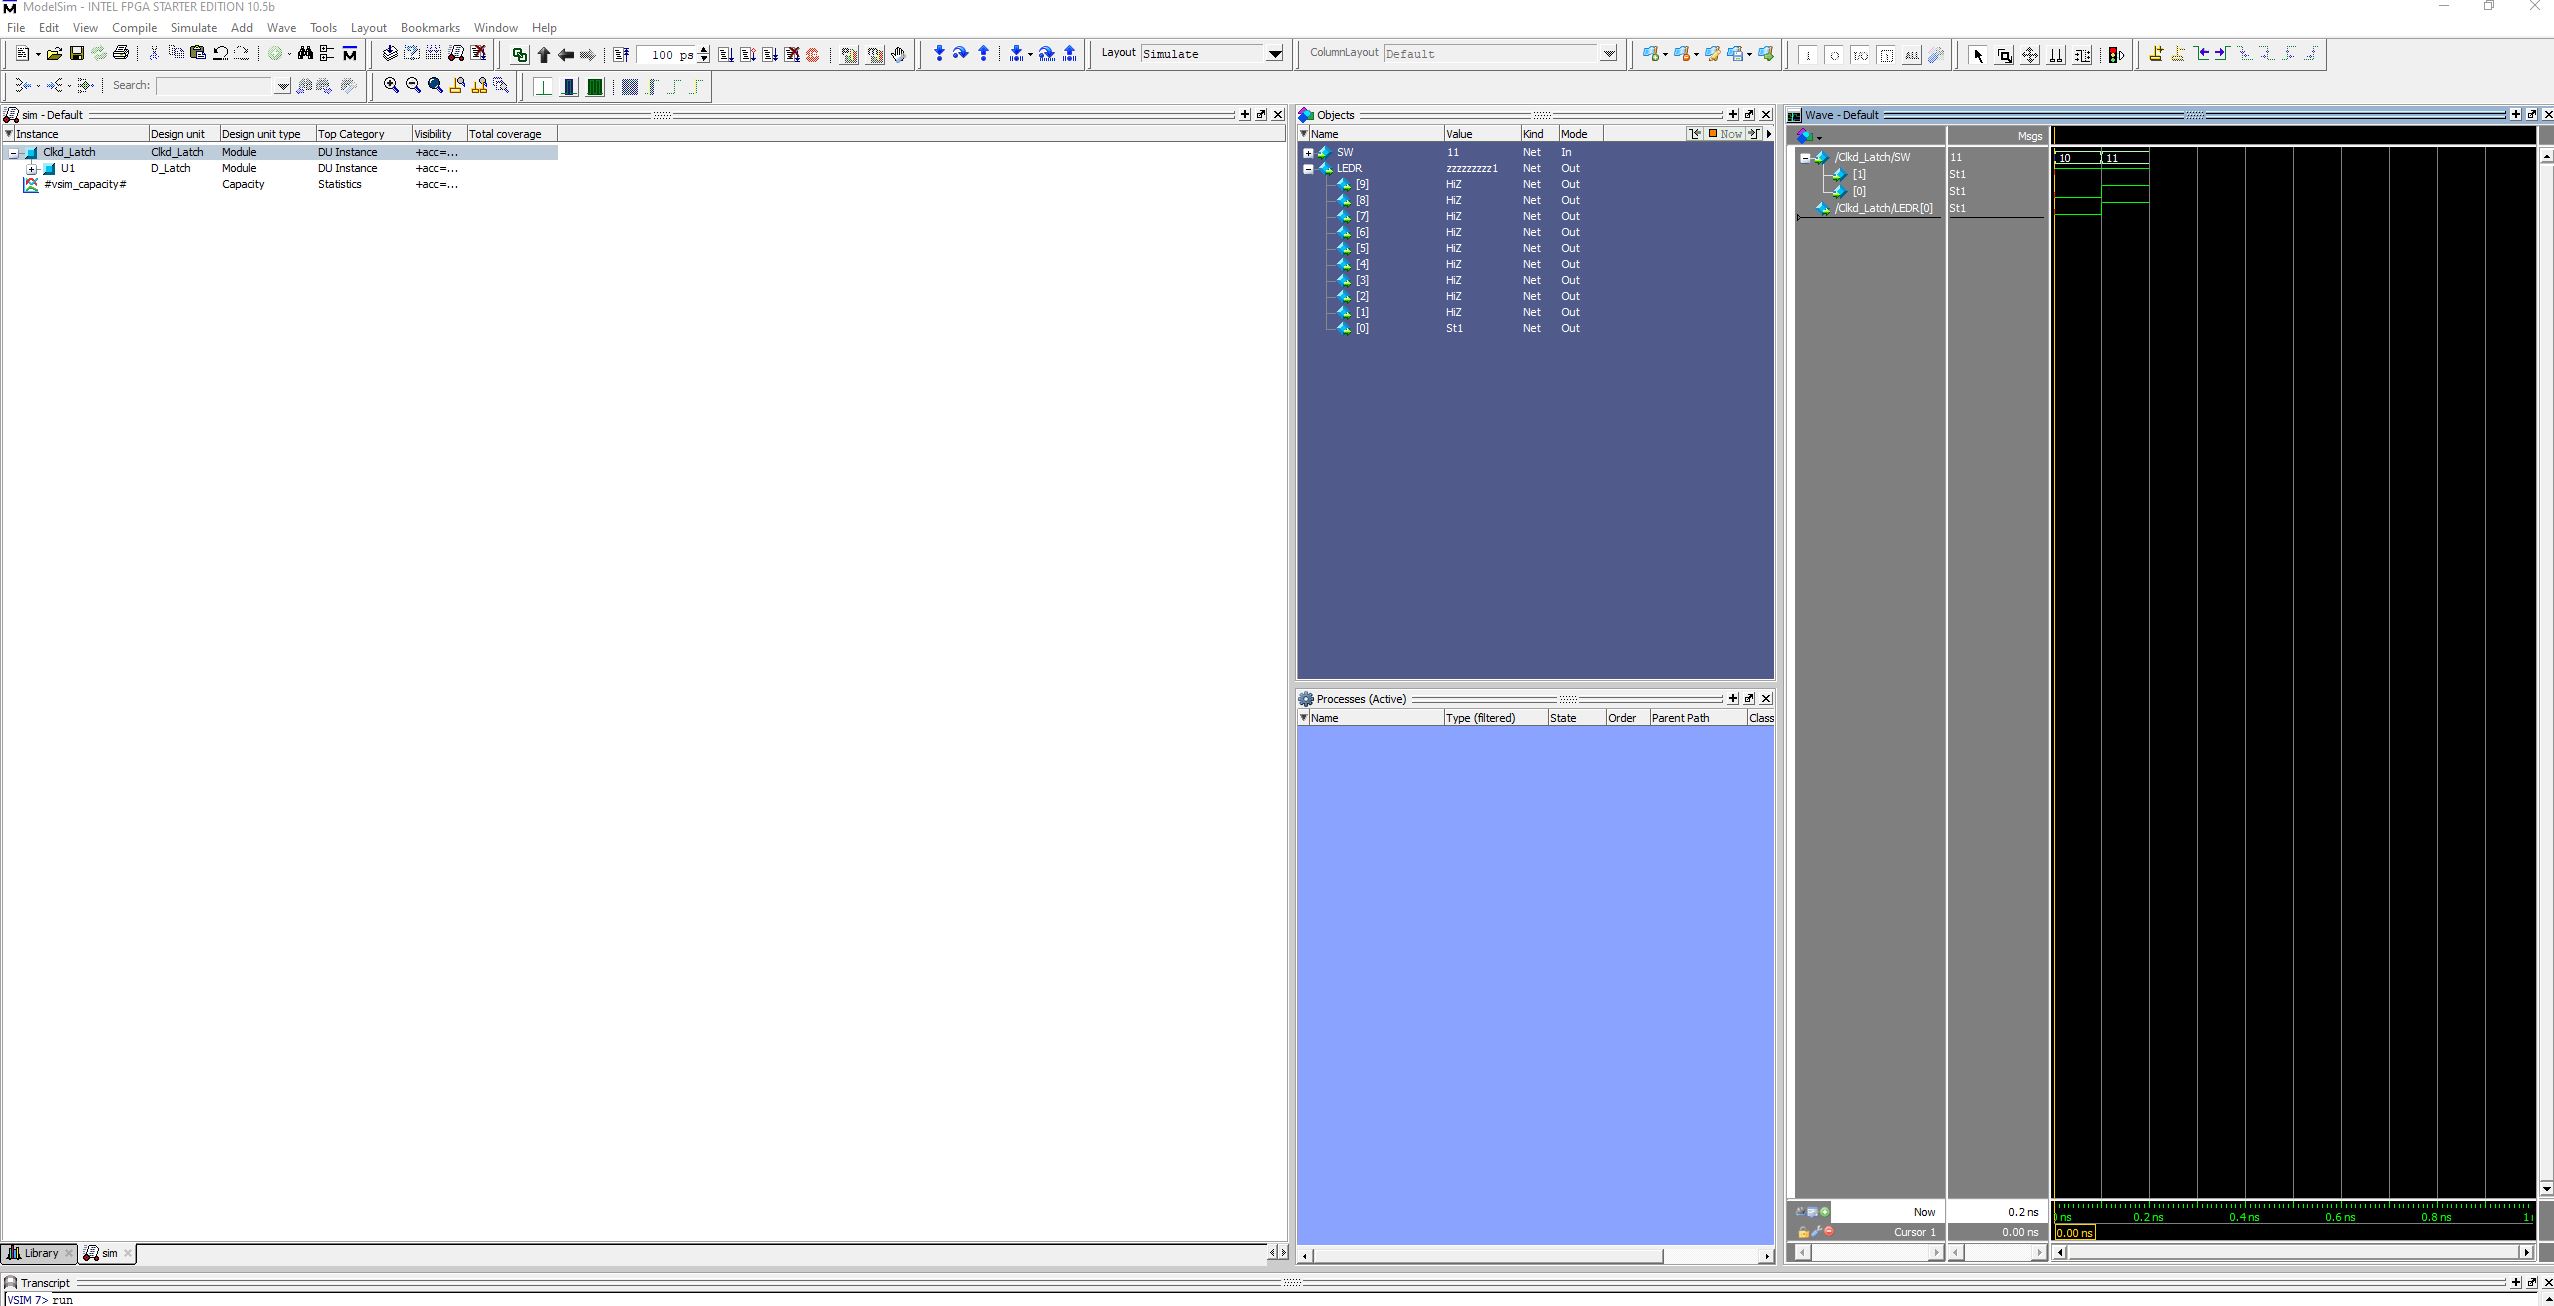 ModelSim - INTEL FPGA STARTER EDITION 10.5b
File Edit View Compile Simulate Add Wave Tools Layout Bookmarks Window Help
100 ps Layout Simulate ColumnLayout Default
Search:
sim - Default
Instance Design unit Design unit type Top Category Visibility Total coverage
Clkd_Latch Clkd_Latch Module DU Instance +acc=...
U1 D_Latch Module DU Instance +acc=...
#vsim_capacity# Capacity Statistics +acc=...
Library sim
Objects
Name Value Kind Mode Now
SW 11 Net In
LEDR zzzzzzzzz1 Net Out
[9] HiZ Net Out
[8] HiZ Net Out
[7] HiZ Net Out
[6] HiZ Net Out
[5] HiZ Net Out
[4] HiZ Net Out
[3] HiZ Net Out
[2] HiZ Net Out
[1] HiZ Net Out
[0] St1 Net Out
Processes (Active)
Name Type (filtered) State Order Parent Path Class
Wave - Default
Msgs
/Clkd_Latch/SW 11 10 11
[1] St1
[0] St1
/Clkd_Latch/LEDR[0] St1
Now 0.2 ns ns 0.2 ns 0.4 ns 0.6 ns 0.8 ns 1
Cursor 1 0.00 ns 0.00 ns
Transcript
VSIM 7> run